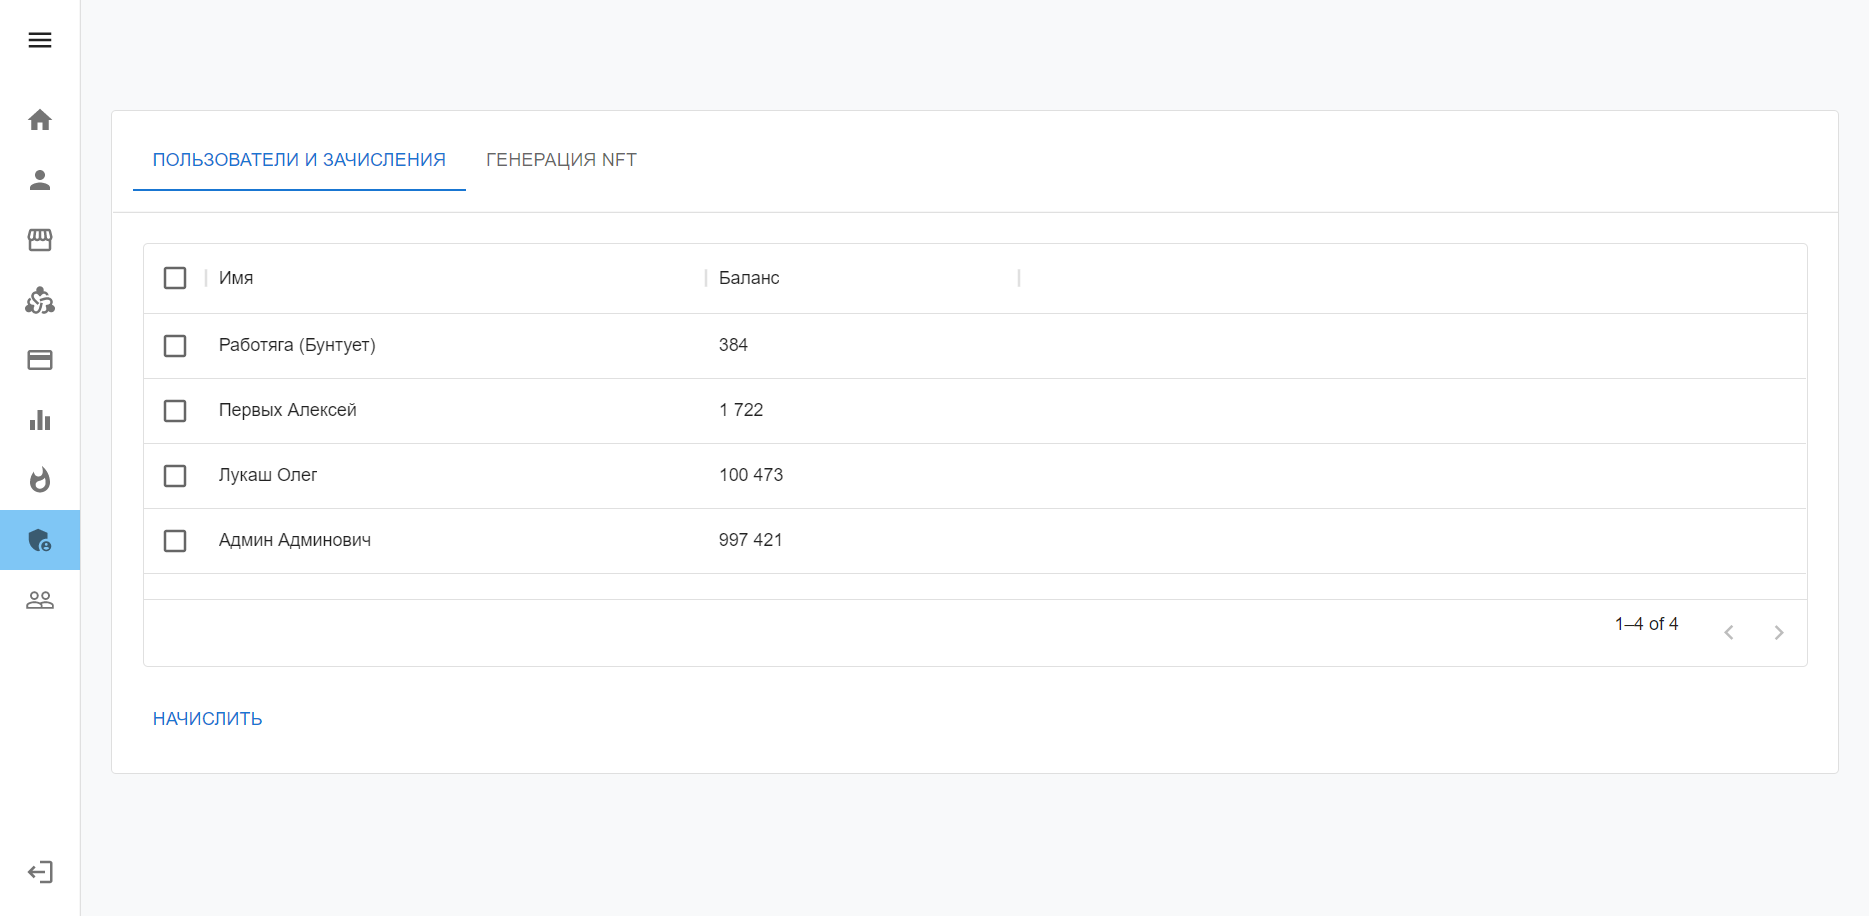 ПОЛЬЗОВАТЕЛИ И ЗАЧИСЛЕНИЯ ГЕНЕРАЦИЯ NFT
Имя Баланс
Работяга (Бунтует) 384
Первых Алексей 1 722
Лукаш Олег 100 473
Админ Админович 997 421
1–4 of 4
НАЧИСЛИТЬ